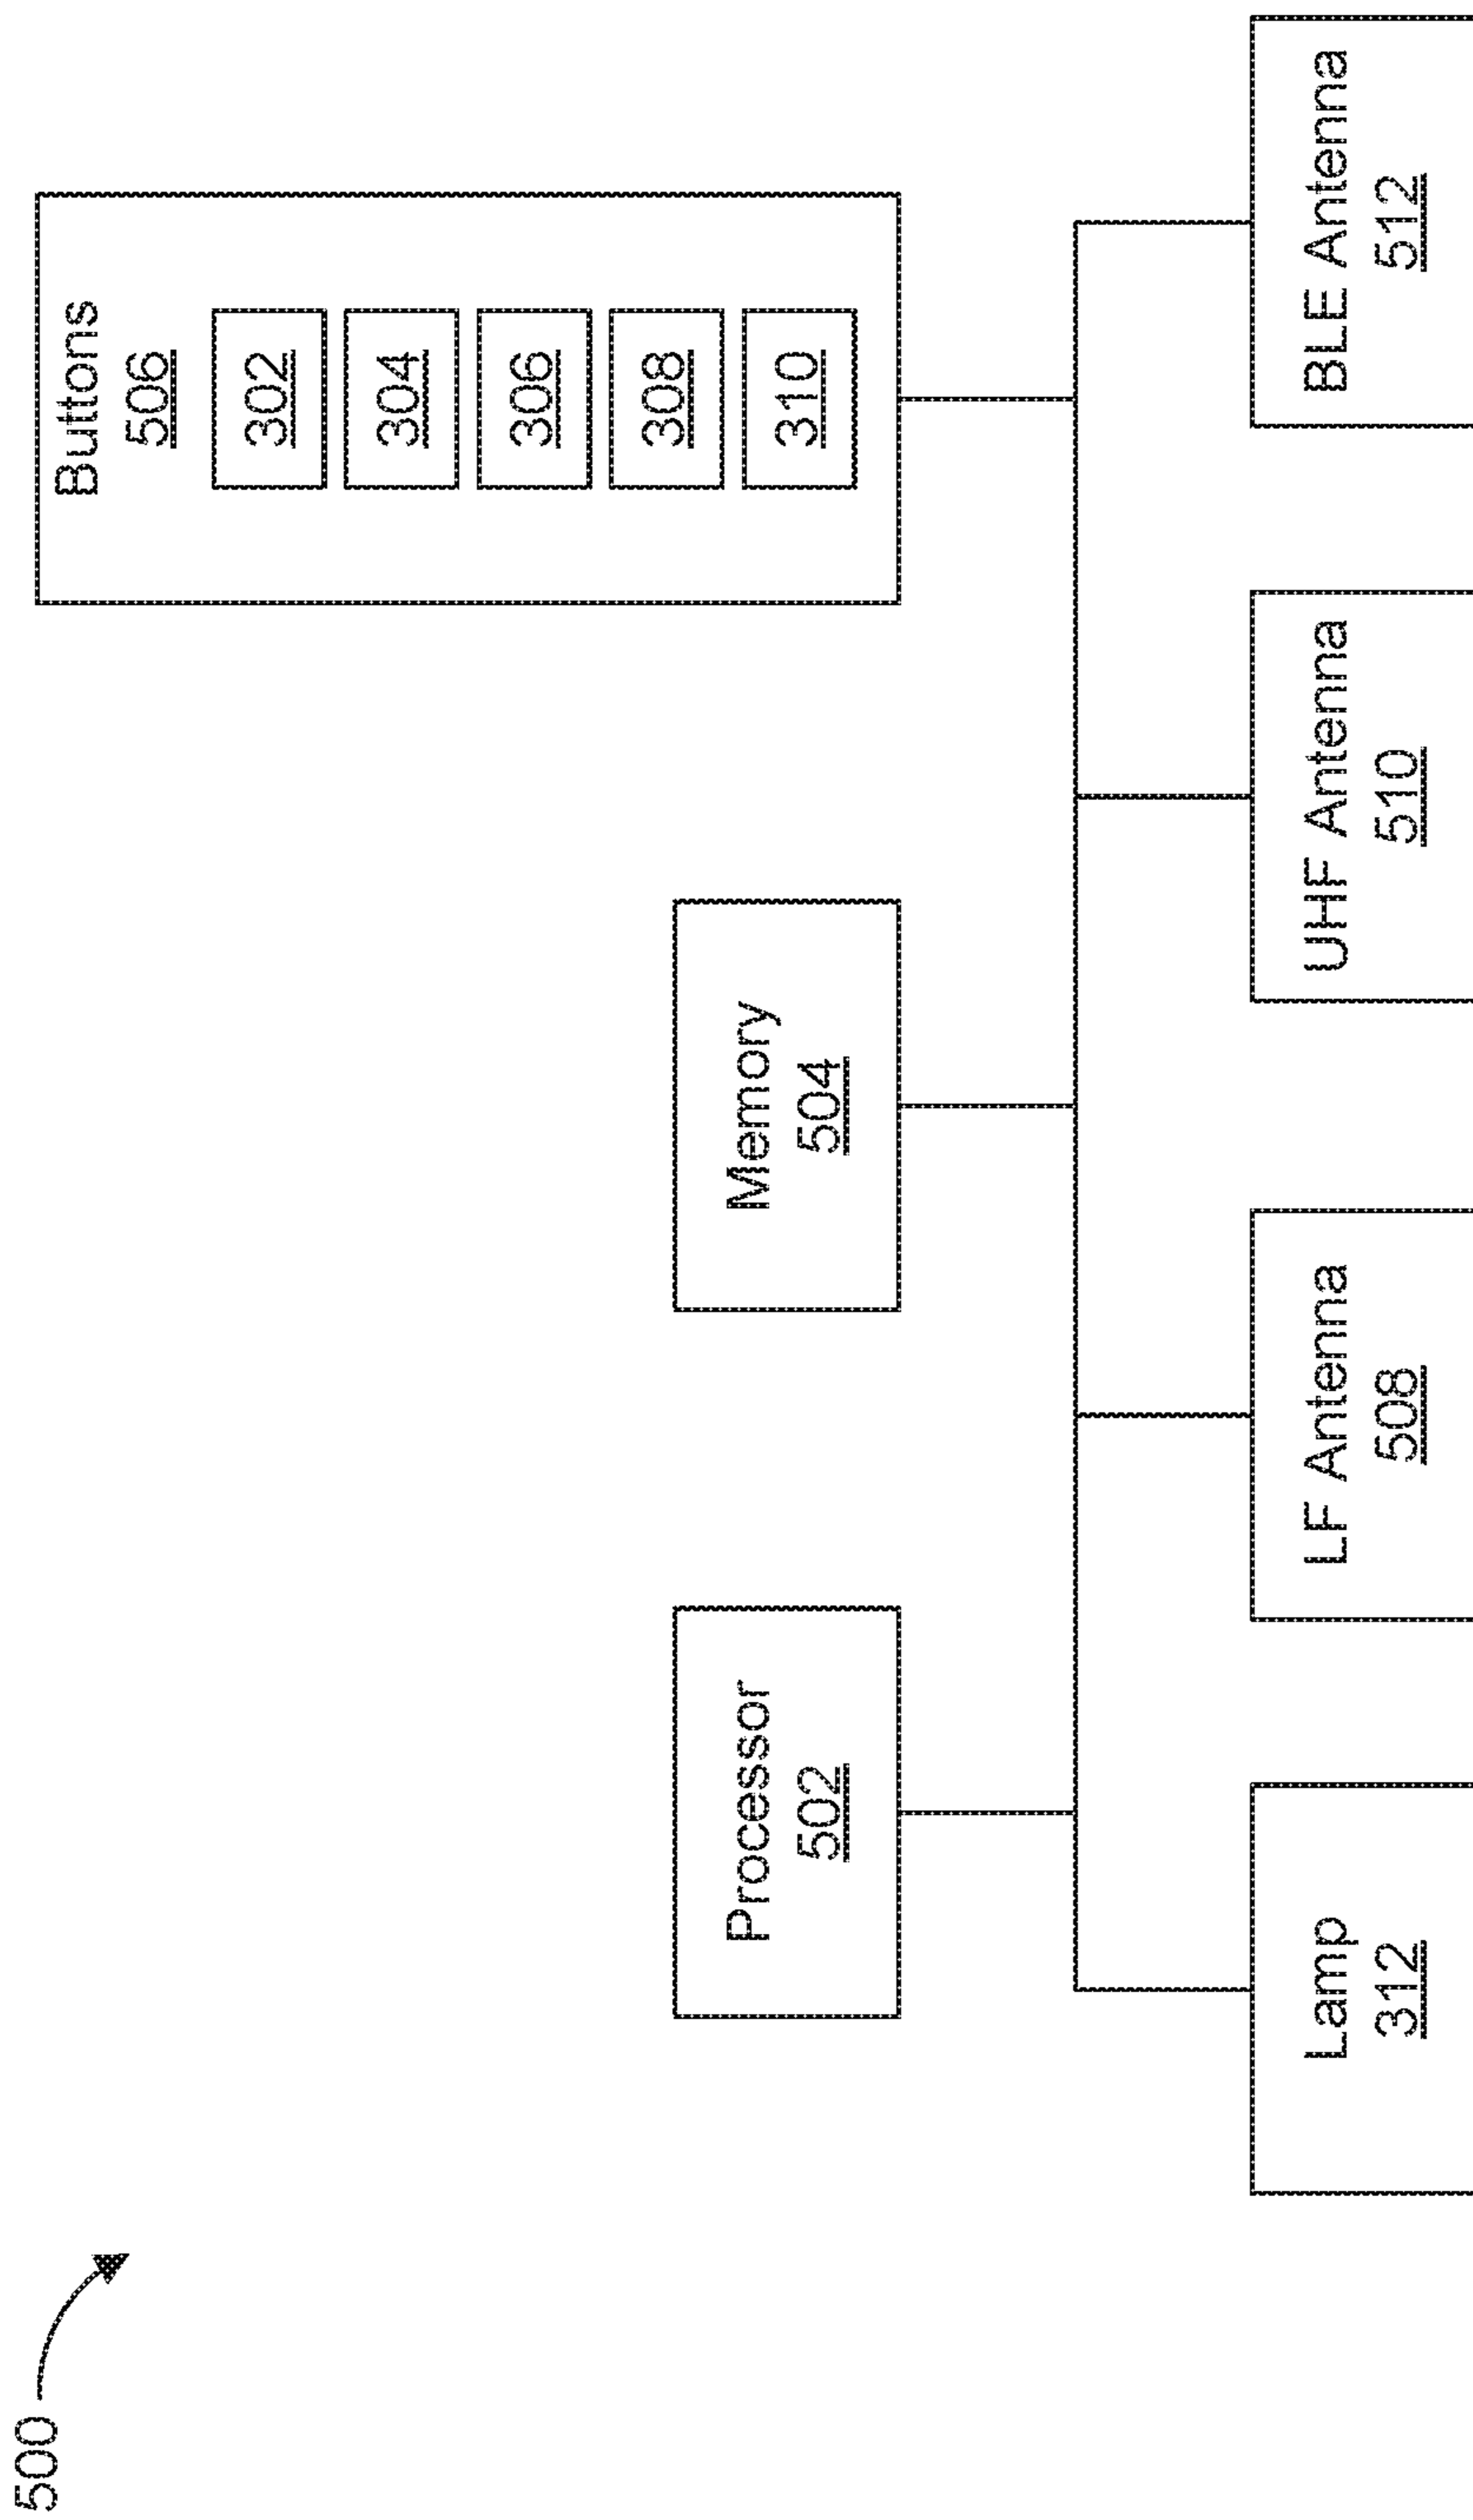 500
Buttons
506
302
304
306
308
310
Processor
502
Memory
504
Lamp
312
LF Antenna
508
UHF Antenna
510
BLE Antenna
512